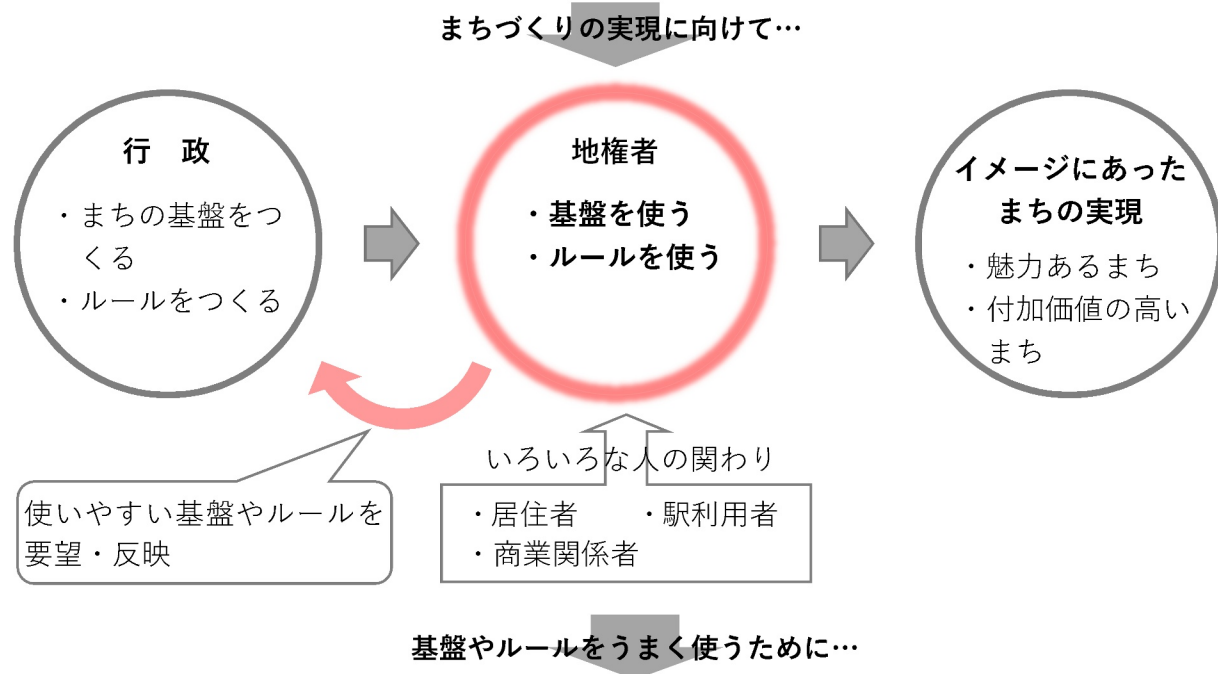 まちづくりの実現に向けて…
行　政
・まちの基盤をつ
くる
・ルールをつくる
地権者
・基盤を使う
・ルールを使う
イメージにあった
まちの実現
・魅力あるまち
・付加価値の高い
まち
使いやすい基盤やルールを
要望・反映
いろいろな人の関わり
・居住者　　・駅利用者
・商業関係者
基盤やルールをうまく使うために…